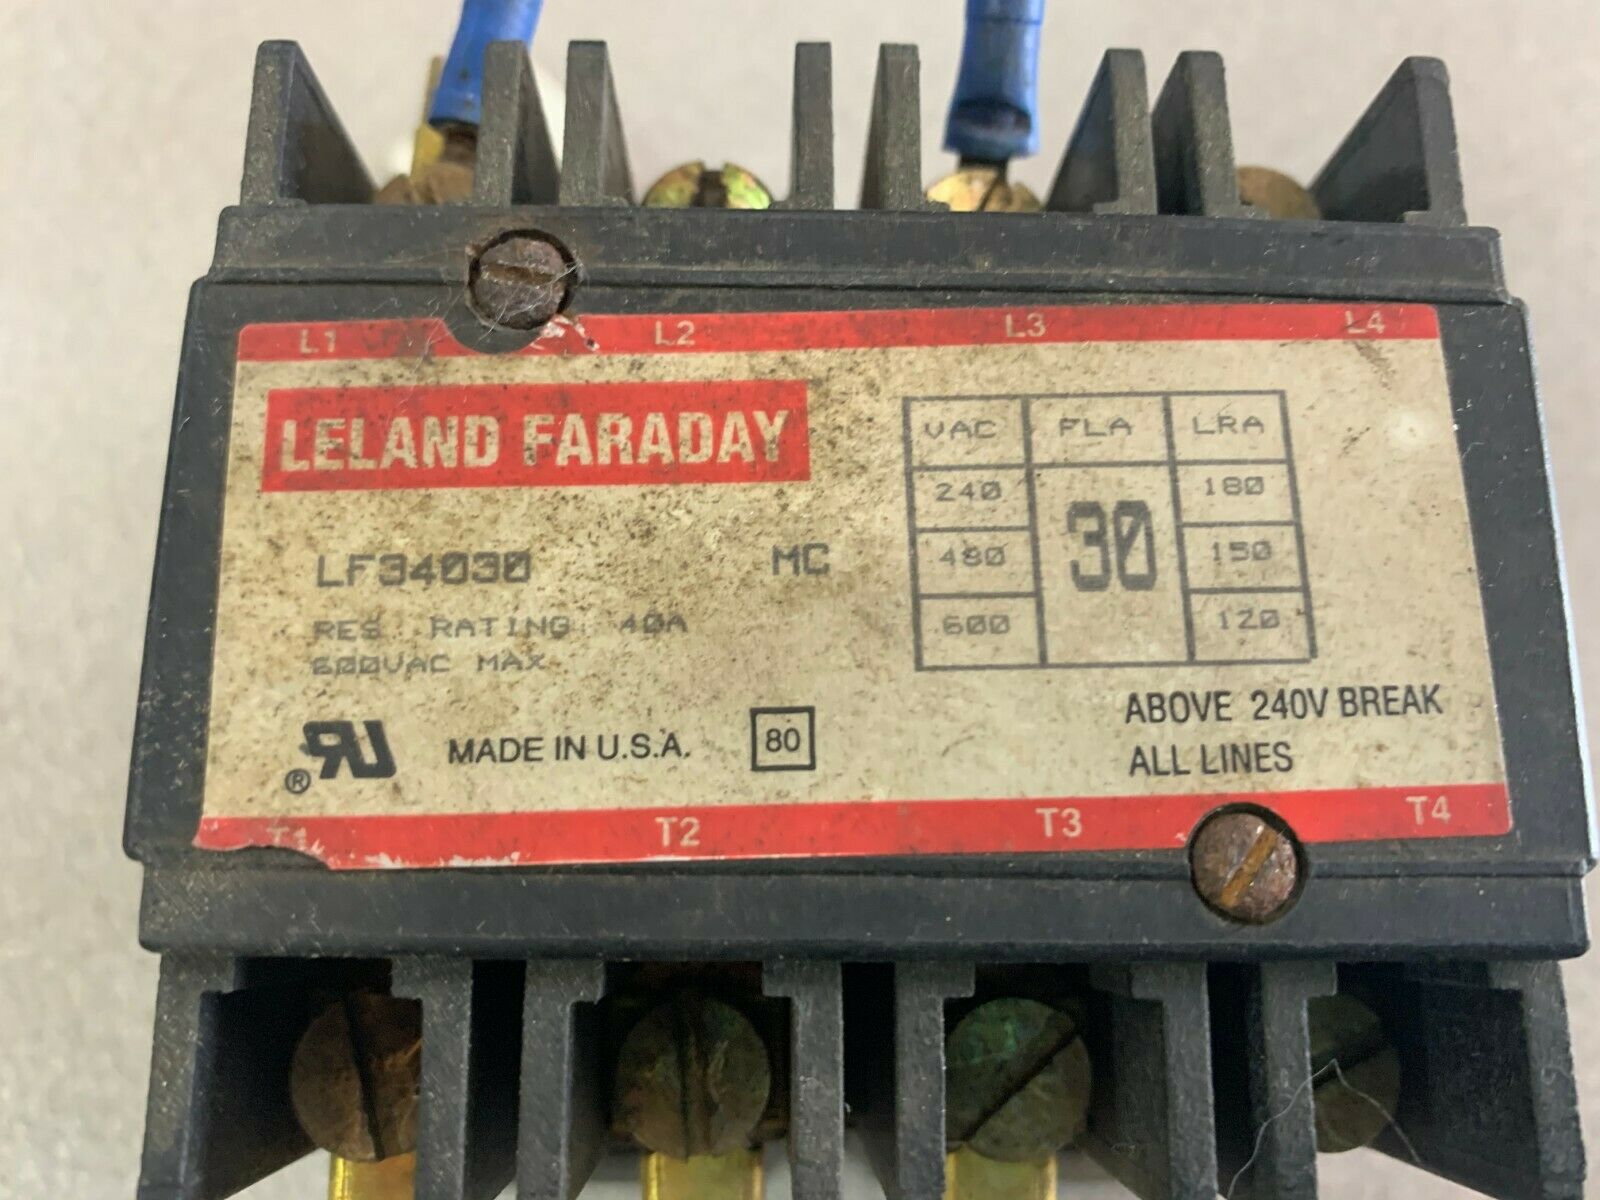 L1 L2 L3 L4
LELAND FARADAY
LF34030 MC
RES. RATING: 40A
600VAC MAX
VAC FLA LRA
240 30 180
480 150
600 120
®
MADE IN U.S.A. 80
ABOVE 240V BREAK
ALL LINES
T1 T2 T3 T4